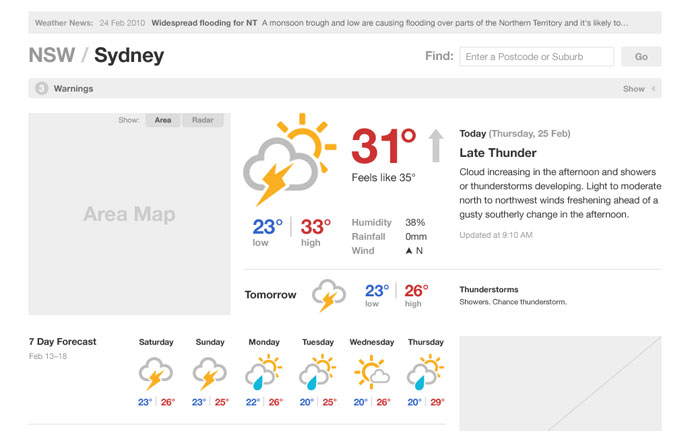 Weather News: 24 Feb 2010 Widespread flooding for NT A monsoon trough and low are causing flooding over parts of the Northern Territory and it's likely to…
NSW / Sydney
Find: Enter a Postcode or Suburb Go
3 Warnings Show
Show: Area Radar
Area Map
31°
Feels like 35°
23° 33°
low high
Humidity 38%
Rainfall 0mm
Wind N
Today (Thursday, 25 Feb)
Late Thunder
Cloud increasing in the afternoon and showers
or thunderstorms developing. Light to moderate
north to northwest winds freshening ahead of a
gusty southerly change in the afternoon.
Updated at 9:10 AM
Tomorrow
23° 26°
low high
Thunderstorms
Showers. Chance thunderstorm.
7 Day Forecast
Feb 13–18
Saturday Sunday Monday Tuesday Wednesday Thursday
23° 26° 23° 25° 22° 26° 20° 25° 20° 26° 20° 29°